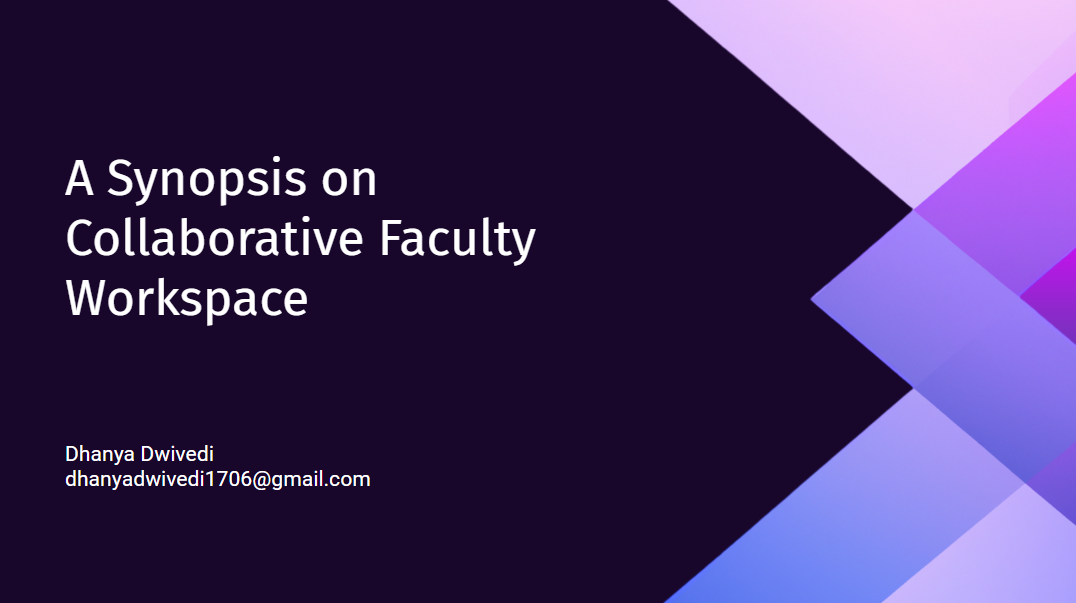 A Synopsis on
Collaborative Faculty
Workspace
Dhanya Dwivedi
dhanyadwivedi1706@gmail.com